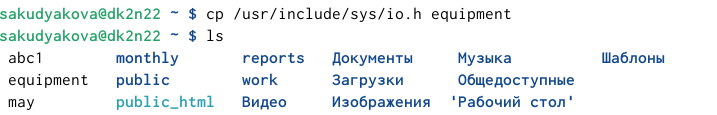 sakudyakova@dk2n22 ~ $ cp /usr/include/sys/io.h equipment
sakudyakova@dk2n22 ~ $ ls
abc1 monthly reports Документы Музыка Шаблоны
equipment public work Загрузки Общедоступные
may public_html Видео Изображения 'Рабочий стол'